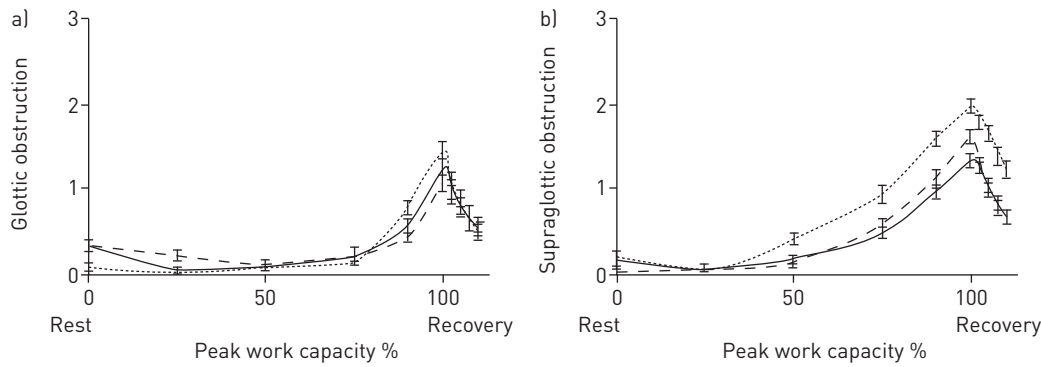 a)
Glottic obstruction
3
2
1
0
0 50 100
Rest Recovery
Peak work capacity %
b)
Supraglottic obstruction
3
2
1
0
0 50 100
Rest Recovery
Peak work capacity %